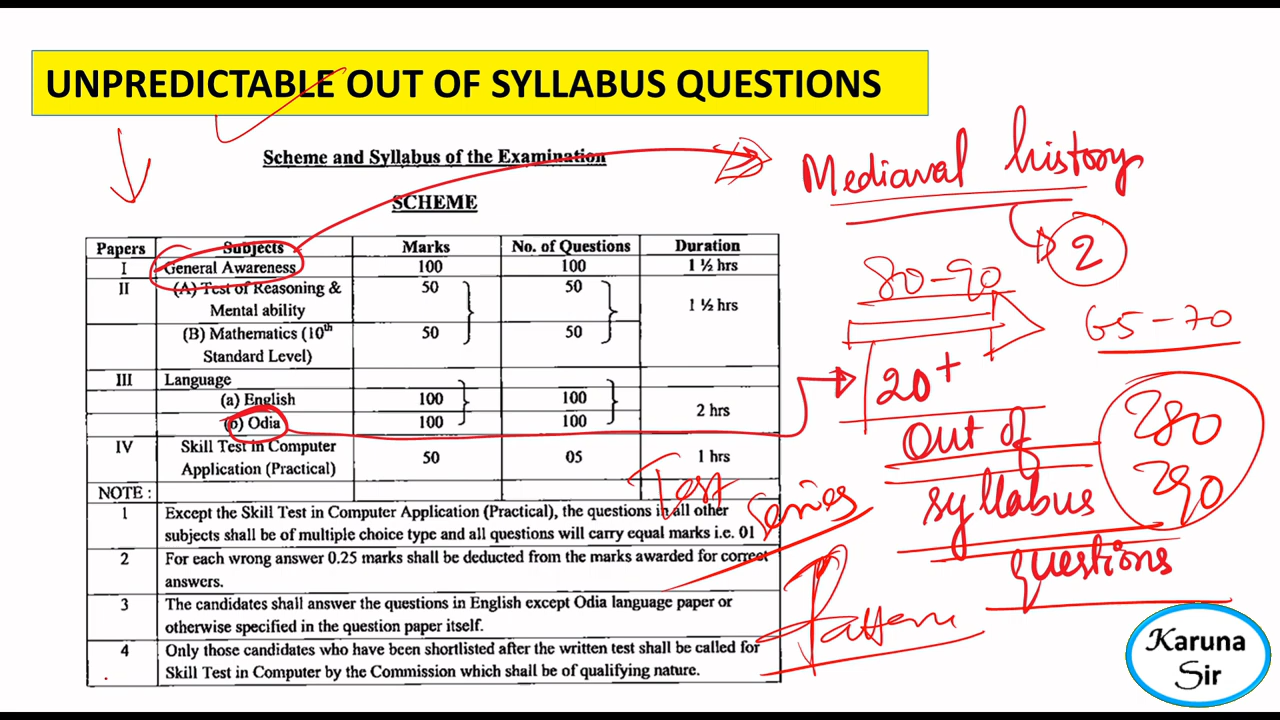 UNPREDICTABLE OUT OF SYLLABUS QUESTIONS
Scheme and Syllabus of the Examination
SCHEME
Papers Subjects Marks No. of Questions Duration
I General Awareness 100 100 1 ½ hrs
II (A) Test of Reasoning & Mental ability 50 50 1 ½ hrs
(B) Mathematics (10th Standard Level) 50 50
III Language
(a) English 100 100 2 hrs
(b) Odia 100 100
IV Skill Test in Computer Application (Practical) 50 05 1 hrs
NOTE :
1 Except the Skill Test in Computer Application (Practical), the questions in all other
subjects shall be of multiple choice type and all questions will carry equal marks i.e. 01
2 For each wrong answer 0.25 marks shall be deducted from the marks awarded for correct
answers.
3 The candidates shall answer the questions in English except Odia language paper or
otherwise specified in the question paper itself.
4 Only those candidates who have been shortlisted after the written test shall be called for
Skill Test in Computer by the Commission which shall be of qualifying nature.
Mediaval history
2
80-90
65-70
20+
Out of
syllabus
questions
280
290
Test series
Pattern
Karuna
Sir